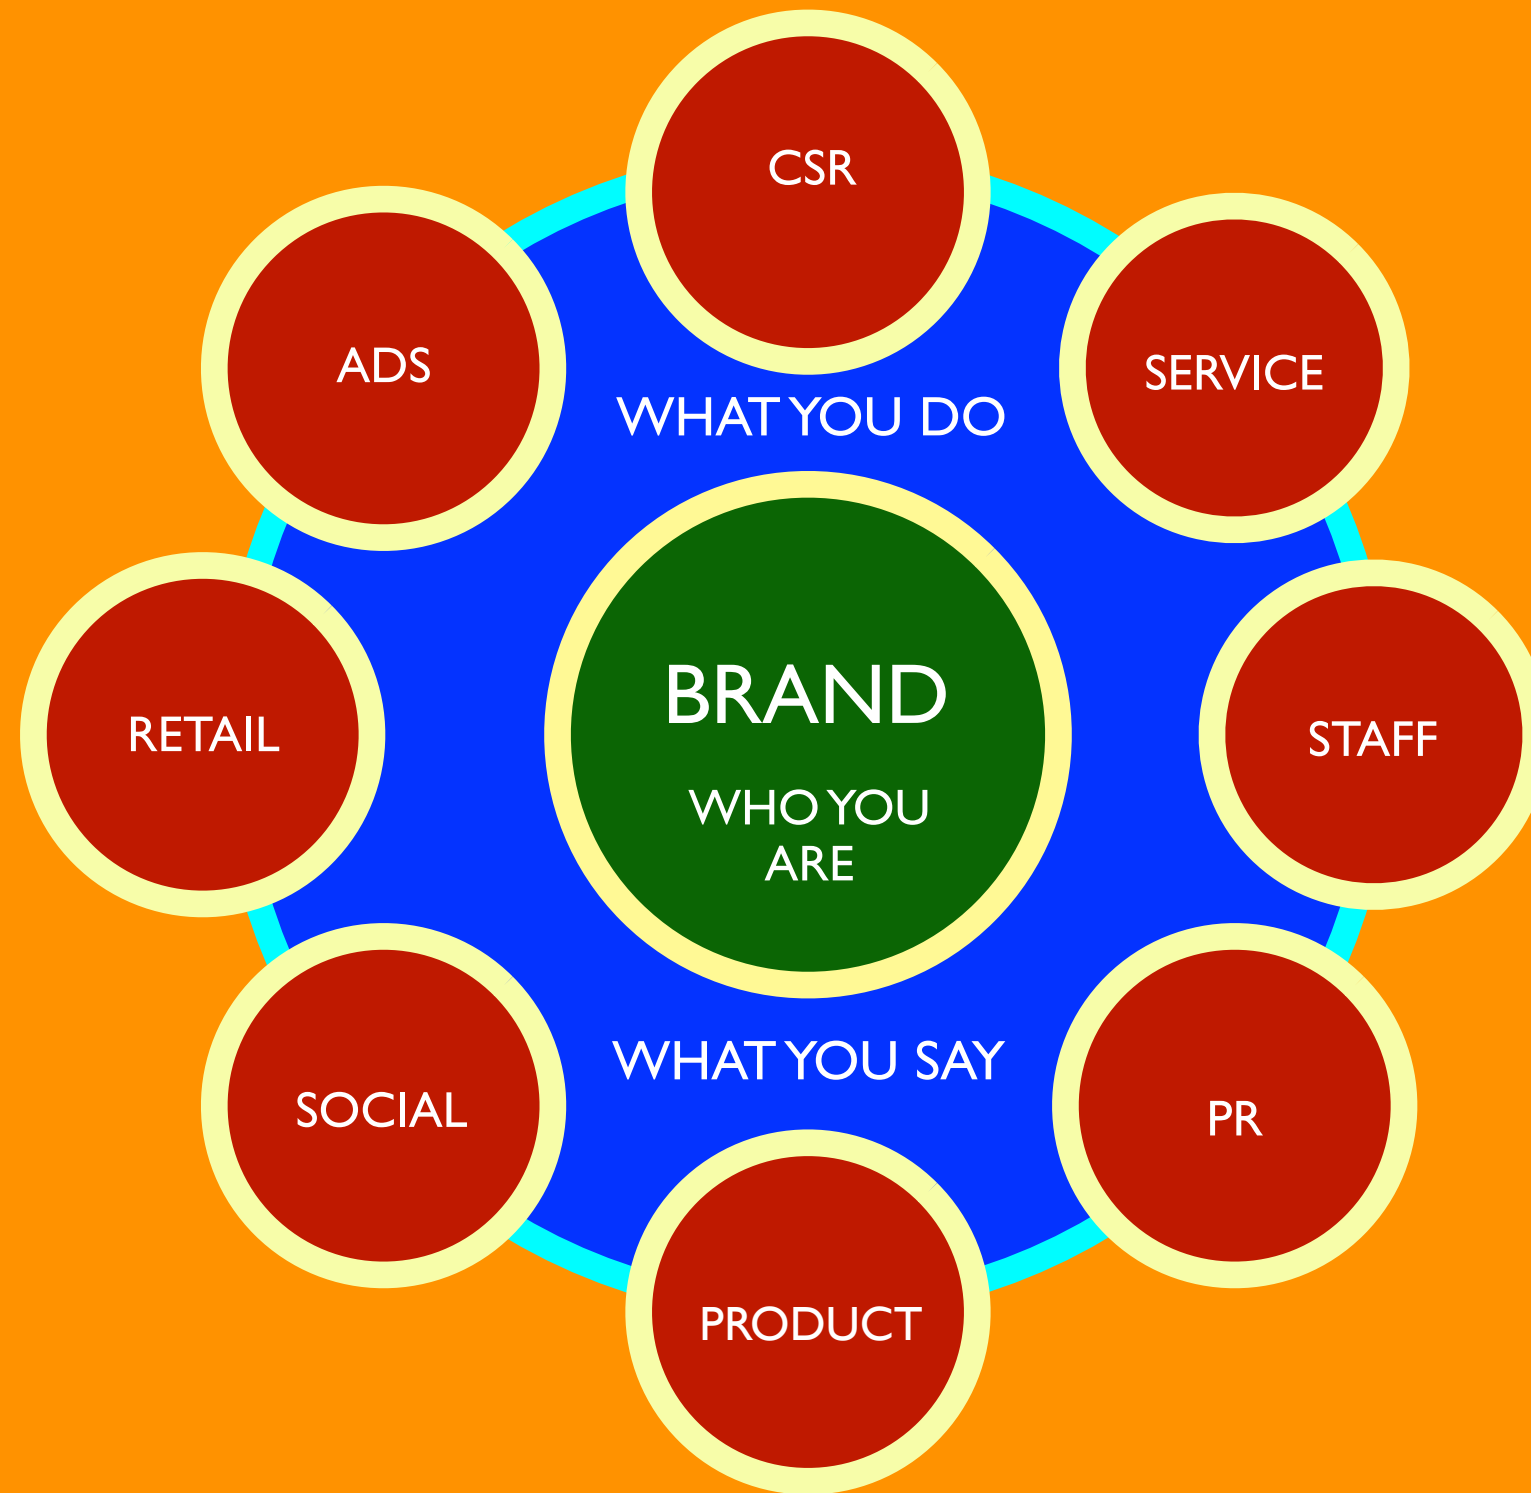 CSR
ADS
SERVICE
WHAT YOU DO
BRAND
RETAIL
STAFF
WHO YOU
ARE
WHAT YOU SAY
SOCIAL
PR
PRODUCT